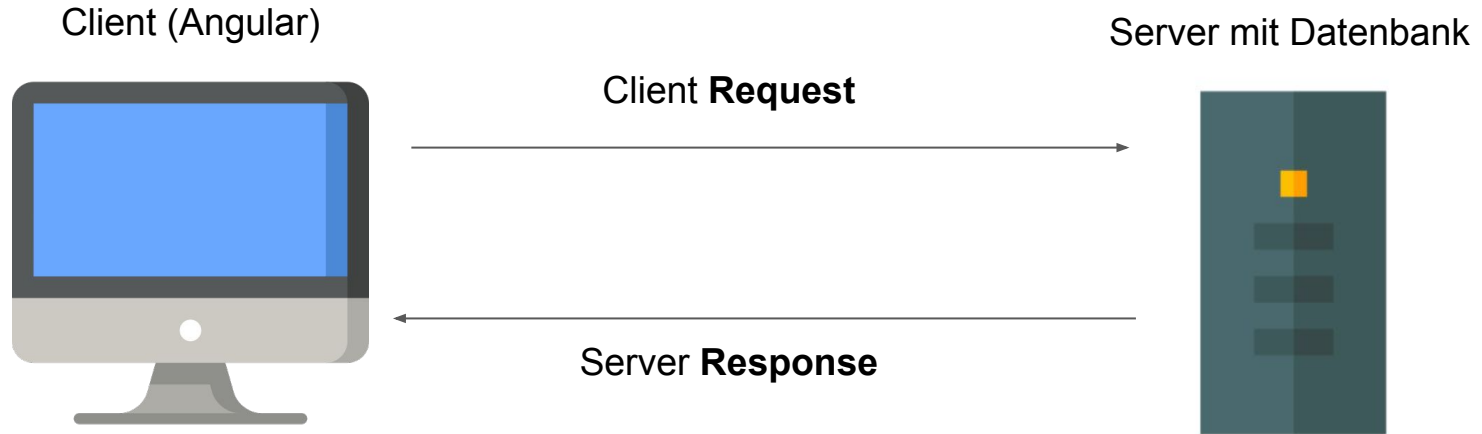 Client (Angular)
Server mit Datenbank
Client Request
Server Response